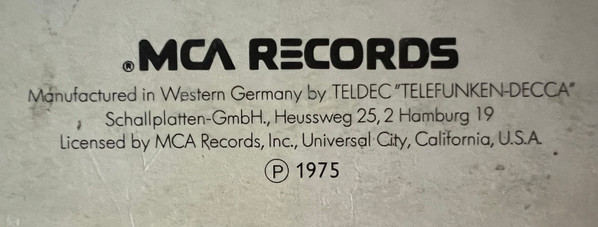 ® MCA RECORDS
Manufactured in Western Germany by TELDEC "TELEFUNKEN-DECCA"
Schallplatten-GmbH., Heussweg 25, 2 Hamburg 19
Licensed by MCA Records, Inc., Universal City, California, U.S.A.
℗ 1975